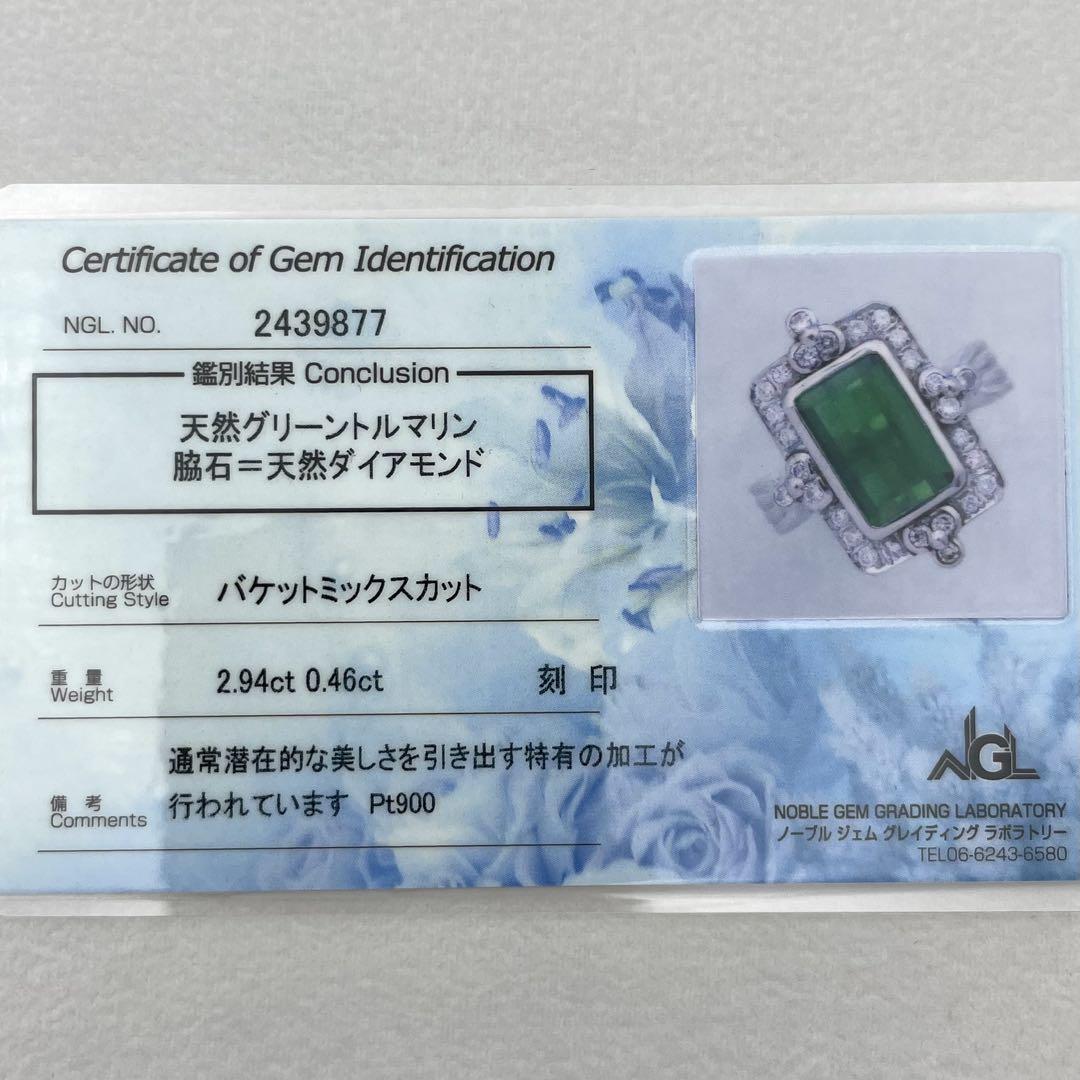 Certificate of Gem Identification
NGL. NO. 2439877
鑑別結果 Conclusion
天然グリーントルマリン
脇石＝天然ダイアモンド
カットの形状
Cutting Style
バケットミックスカット
重 量
Weight
2.94ct 0.46ct 刻 印
通常潜在的な美しさを引き出す特有の加工が
備 考
Comments
行われています Pt900
NGL
NOBLE GEM GRADING LABORATORY
ノーブル ジェム グレイディング ラボラトリー
TEL06-6243-6580